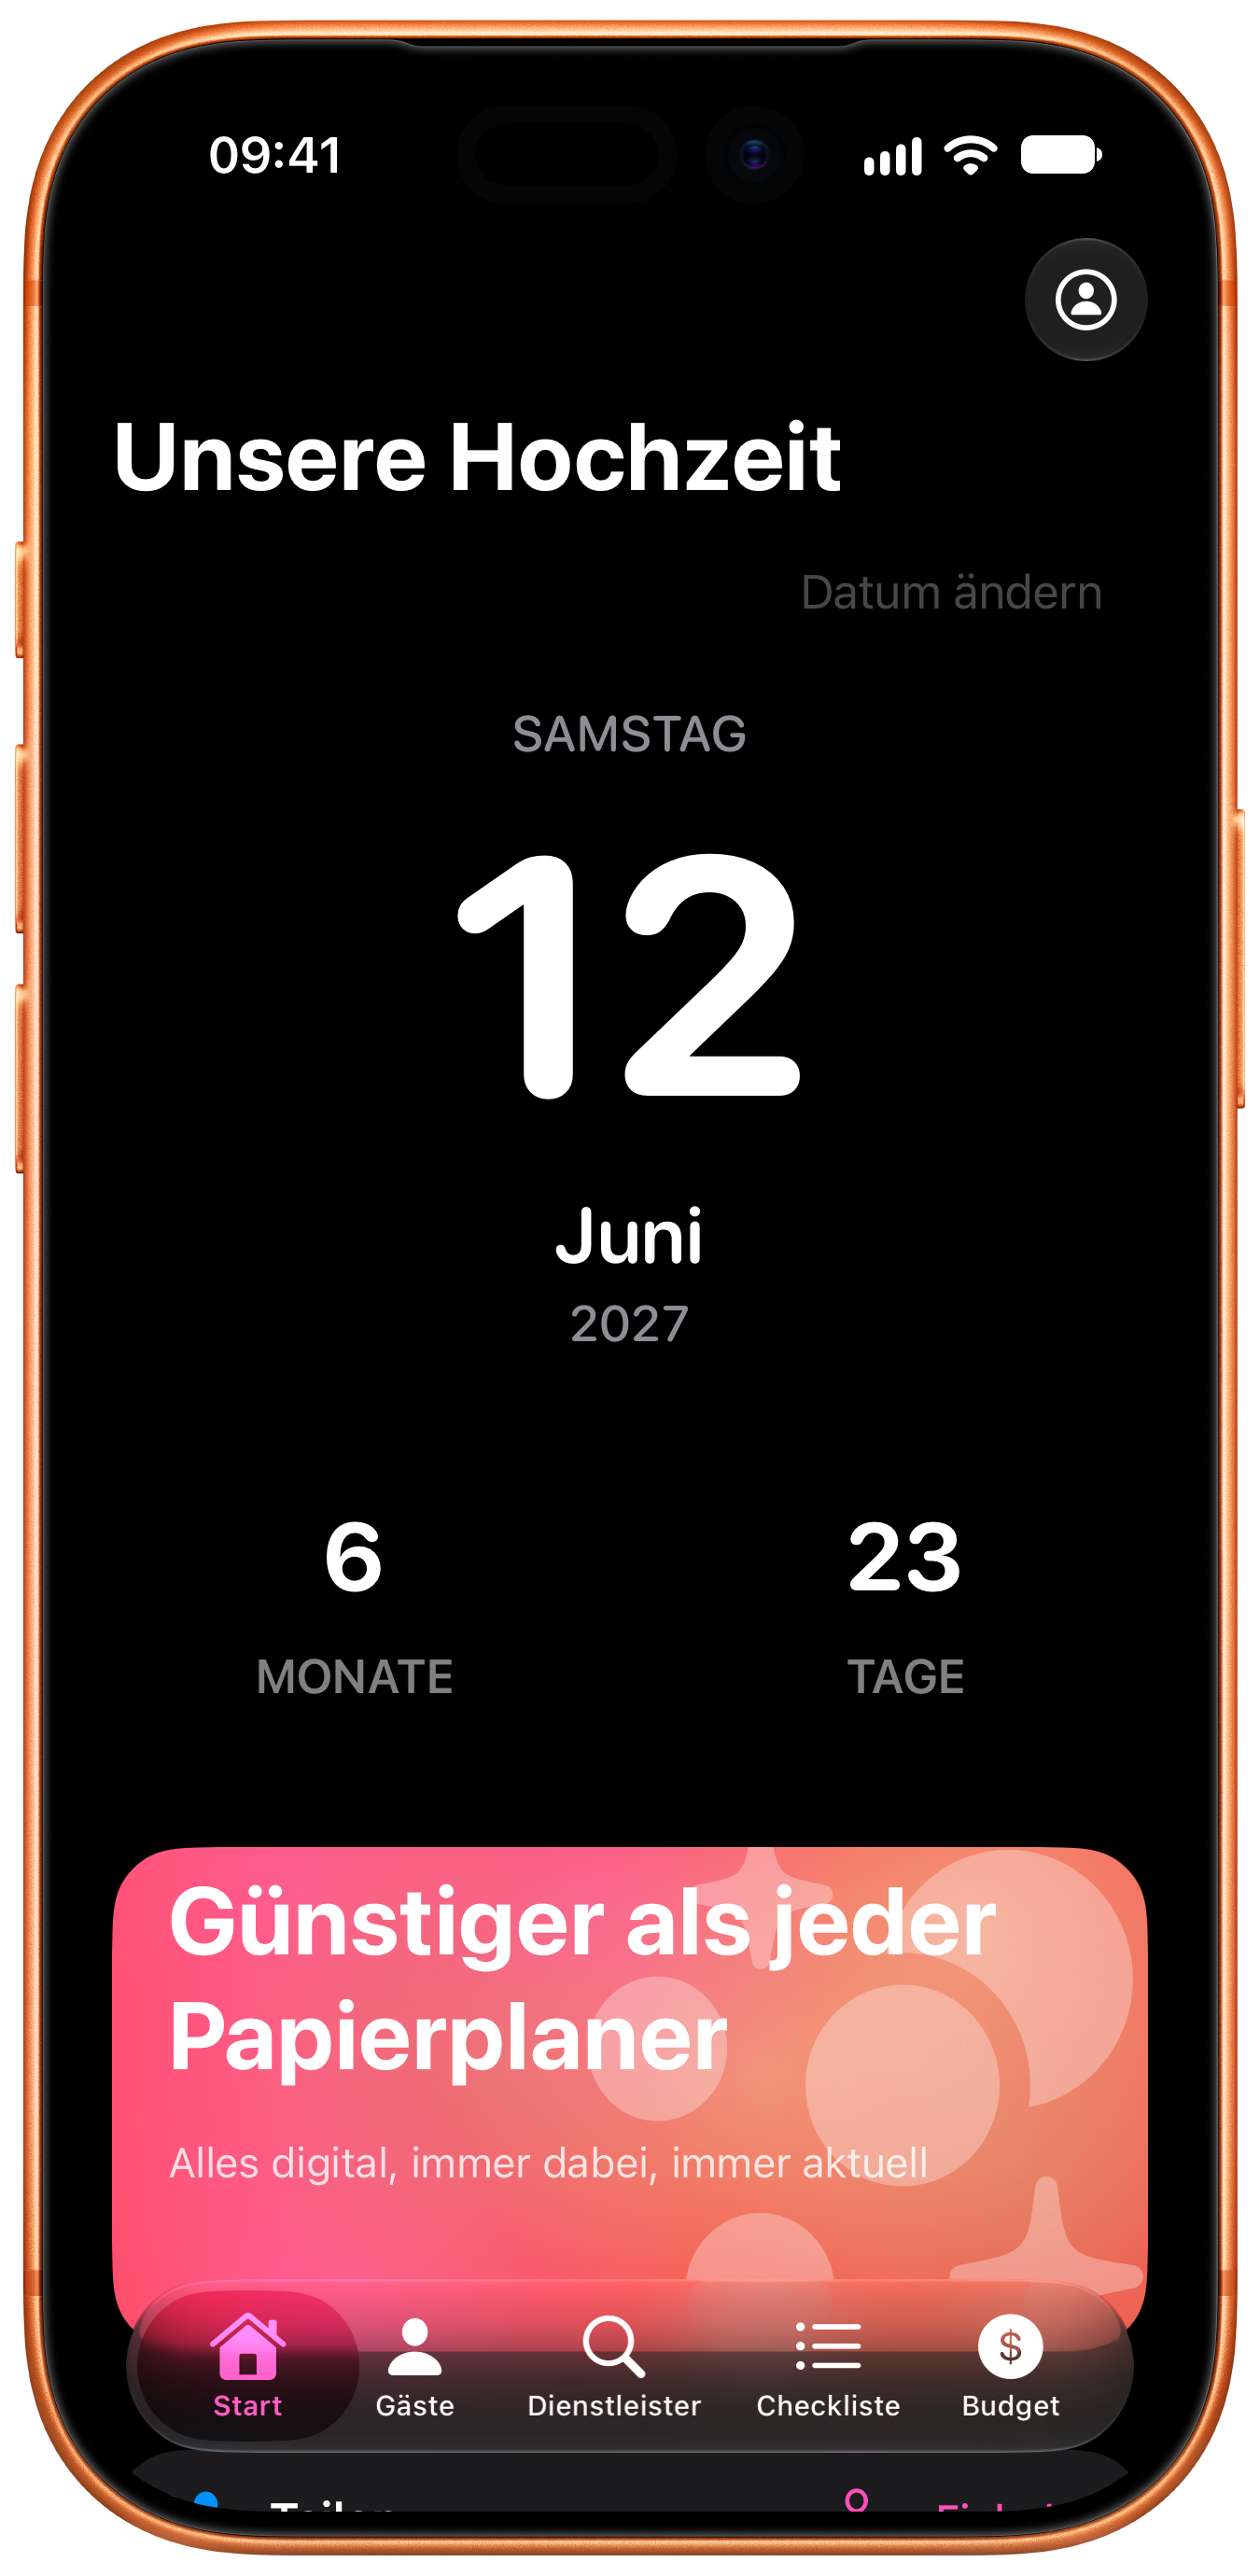 09:41
Unsere Hochzeit
Datum ändern
SAMSTAG
12
Juni
2027
6
MONATE
23
TAGE
Günstiger als jeder
Papierplaner
Alles digital, immer dabei, immer aktuell
Start
Gäste
Dienstleister
Checkliste
$
Budget